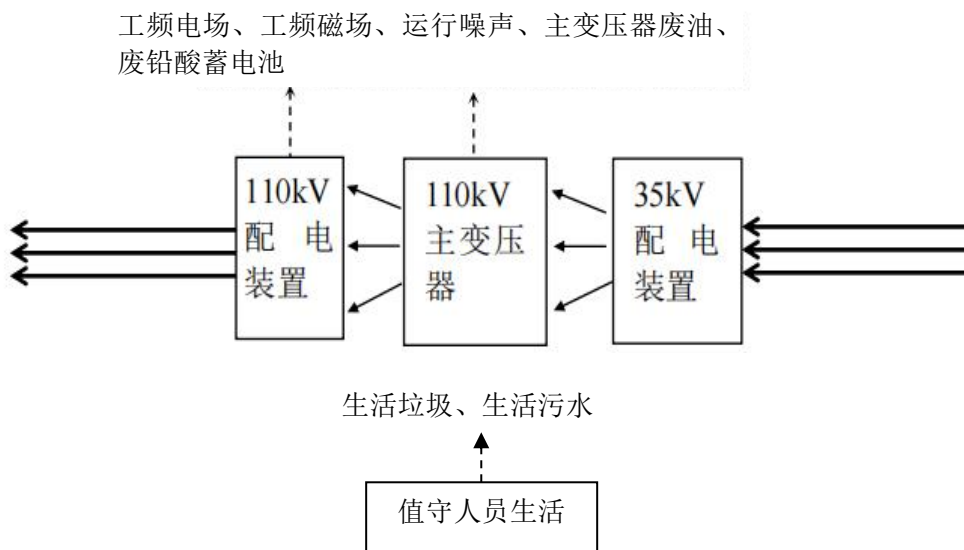 工频电场、工频磁场、运行噪声、主变压器废油、
废铅酸蓄电池
110kV
配电
装置
110kV
主变压
器
35kV
配电
装置
生活垃圾、生活污水
值守人员生活